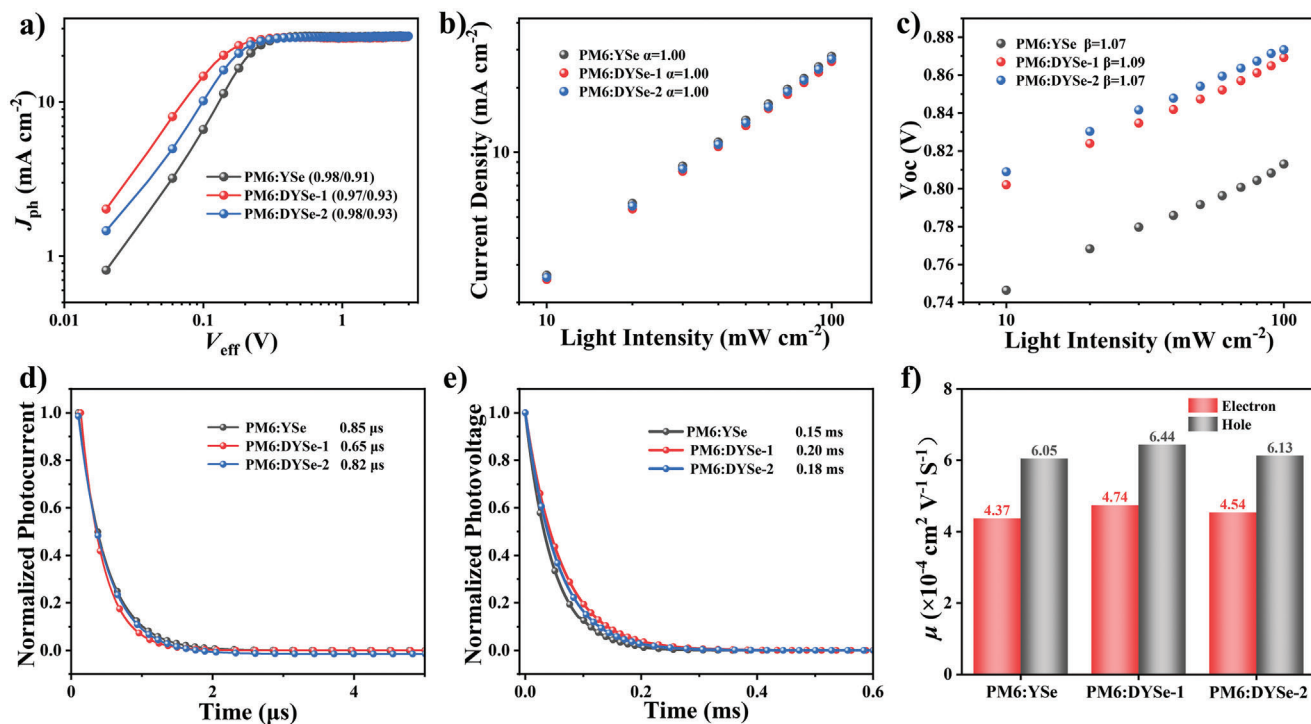 a)
J_ph (mA cm⁻²)
10
1
PM6:YSe (0.98/0.91)
PM6:DYSe-1 (0.97/0.93)
PM6:DYSe-2 (0.98/0.93)
0.01 0.1 1
V_eff (V)
b)
Current Density (mA cm⁻²)
10
PM6:YSe α=1.00
PM6:DYSe-1 α=1.00
PM6:DYSe-2 α=1.00
10 100
Light Intensity (mW cm⁻²)
c)
Voc (V)
0.88
0.84
0.80
0.76
0.74
PM6:YSe β=1.07
PM6:DYSe-1 β=1.09
PM6:DYSe-2 β=1.07
10 100
Light Intensity (mW cm⁻²)
d)
Normalized Photocurrent
1.0
0.8
0.6
0.4
0.2
0.0
PM6:YSe 0.85 μs
PM6:DYSe-1 0.65 μs
PM6:DYSe-2 0.82 μs
0 2 4
Time (μs)
e)
Normalized Photovoltage
1.0
0.8
0.6
0.4
0.2
0.0
PM6:YSe 0.15 ms
PM6:DYSe-1 0.20 ms
PM6:DYSe-2 0.18 ms
0.0 0.2 0.4 0.6
Time (ms)
f)
μ (×10⁻⁴ cm² V⁻¹ S⁻¹)
8
6
4
2
0
Electron
Hole
4.37
6.05
4.74
6.44
4.54
6.13
PM6:YSe PM6:DYSe-1 PM6:DYSe-2